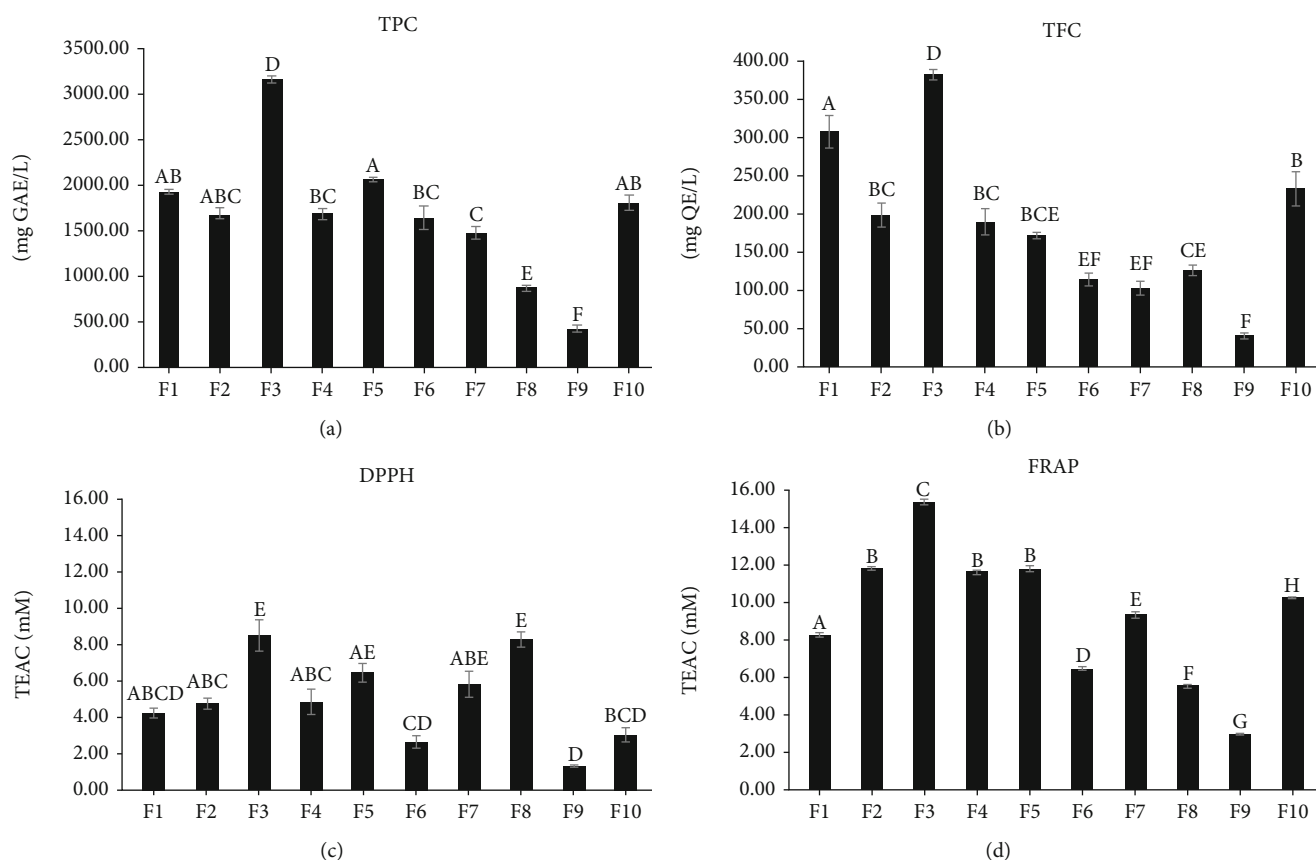 TPC
3500.00
3000.00
2500.00
2000.00
1500.00
1000.00
500.00
0.00
(mg GAE/L)
AB
ABC
D
BC
A
BC
C
E
F
AB
F1 F2 F3 F4 F5 F6 F7 F8 F9 F10
(a)
TFC
400.00
350.00
300.00
250.00
200.00
150.00
100.00
50.00
0.00
(mg QE/L)
A
BC
D
BC
BCE
EF
EF
CE
F
B
F1 F2 F3 F4 F5 F6 F7 F8 F9 F10
(b)
DPPH
16.00
14.00
12.00
10.00
8.00
6.00
4.00
2.00
0.00
TEAC (mM)
ABCD
ABC
E
ABC
AE
CD
ABE
E
D
BCD
F1 F2 F3 F4 F5 F6 F7 F8 F9 F10
(c)
FRAP
16.00
14.00
12.00
10.00
8.00
6.00
4.00
2.00
0.00
TEAC (mM)
A
B
C
B
B
D
E
F
G
H
F1 F2 F3 F4 F5 F6 F7 F8 F9 F10
(d)